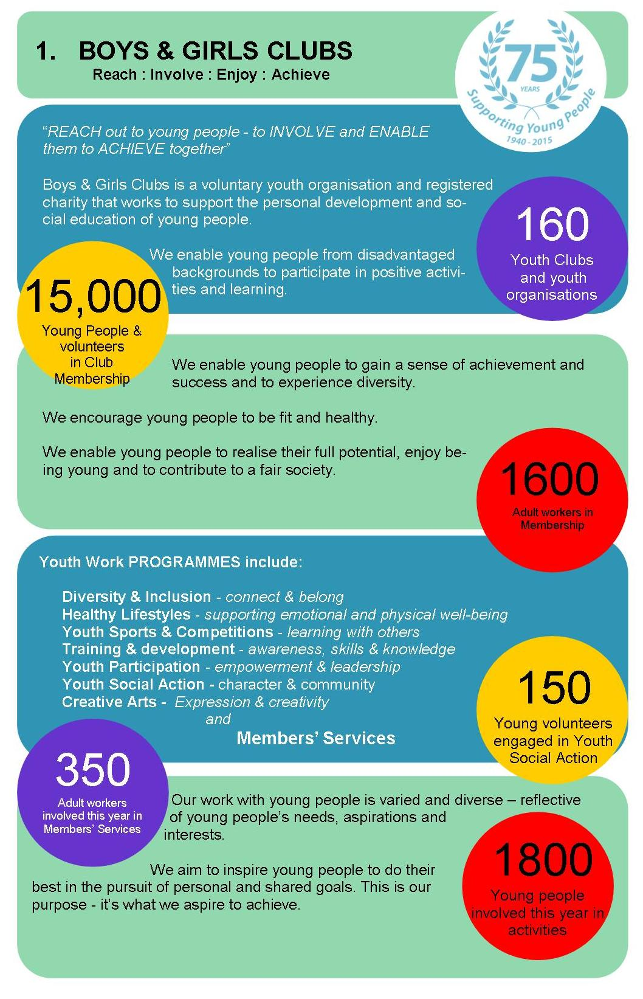 1. BOYS & GIRLS CLUBS
Reach : Involve : Enjoy : Achieve
75
YEARS
Supporting Young People
1940 - 2015
“REACH out to young people - to INVOLVE and ENABLE
them to ACHIEVE together”
Boys & Girls Clubs is a voluntary youth organisation and registered
charity that works to support the personal development and so-
cial education of young people.
160
Youth Clubs
and youth
organisations
We enable young people from disadvantaged
backgrounds to participate in positive activi-
ties and learning.
15,000
Young People &
volunteers
in Club
Membership
We enable young people to gain a sense of achievement and
success and to experience diversity.
We encourage young people to be fit and healthy.
We enable young people to realise their full potential, enjoy be-
ing young and to contribute to a fair society.
1600
Adult workers in
Membership
Youth Work PROGRAMMES include:
Diversity & Inclusion - connect & belong
Healthy Lifestyles - supporting emotional and physical well-being
Youth Sports & Competitions - learning with others
Training & development - awareness, skills & knowledge
Youth Participation - empowerment & leadership
Youth Social Action - character & community
Creative Arts - Expression & creativity
and
Members’ Services
150
Young volunteers
engaged in Youth
Social Action
350
Adult workers
involved this year in
Members’ Services
Our work with young people is varied and diverse – reflective
of young people’s needs, aspirations and
interests.
We aim to inspire young people to do their
best in the pursuit of personal and shared goals. This is our
purpose - it’s what we aspire to achieve.
1800
Young people
involved this year in
activities